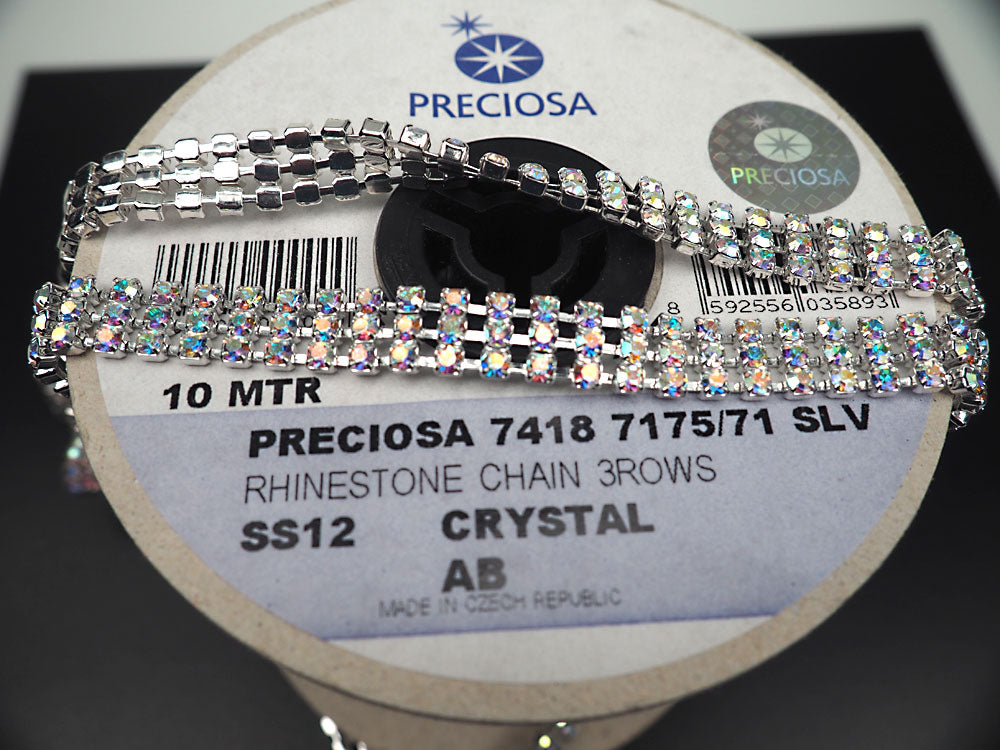 PRECIOSA
PRECIOSA
8 592556 035893
10 MTR
PRECIOSA 7418 7175/71 SLV
RHINESTONE CHAIN 3ROWS
SS12 CRYSTAL
AB
MADE IN CZECH REPUBLIC